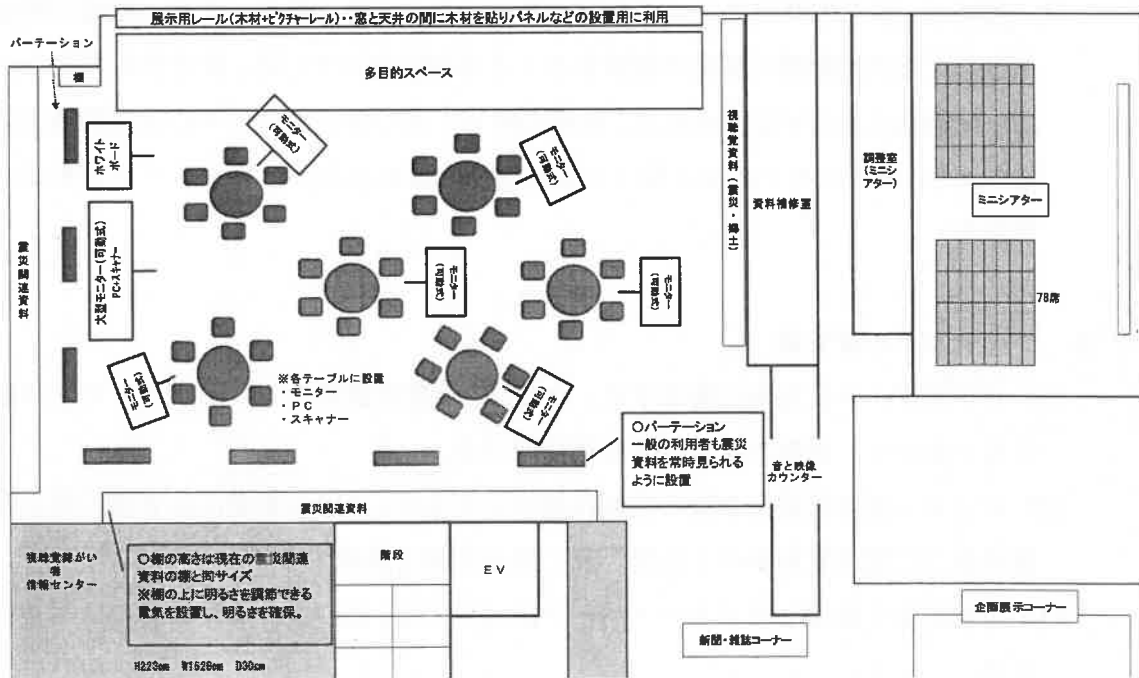 展示用レール(木材+ピクチャーレール)・・窓と天井の間に木材を貼りパネルなどの設置用に利用
パーテーション
棚
多目的スペース
ホワイト
ボード
モニター
(可動式)
モニター
(可動式)
視聴覚資料(震災・郷土)
資料補修室
調整室
(ミニシ
アター)
ミニシアター
78席
震災関連資料
大型モニター(可動式)
PC+スキャナー
モニター
(可動式)
モニター
(可動式)
モニター
(可動式)
モニター
(可動式)
※各テーブルに設置
・モニター
・PC
・スキャナー
○パーテーション
一般の利用者も震災
資料を常時見られる
ように設置
音と映像
カウンター
震災関連資料
視聴覚障がい
者
情報センター
○棚の高さは現在の震災関連
資料の棚と同サイズ
※棚の上に明るさを調節できる
電気を設置し、明るさを確保。
階段
EV
新聞・雑誌コーナー
企画展示コーナー
H223cm W1528cm D30cm